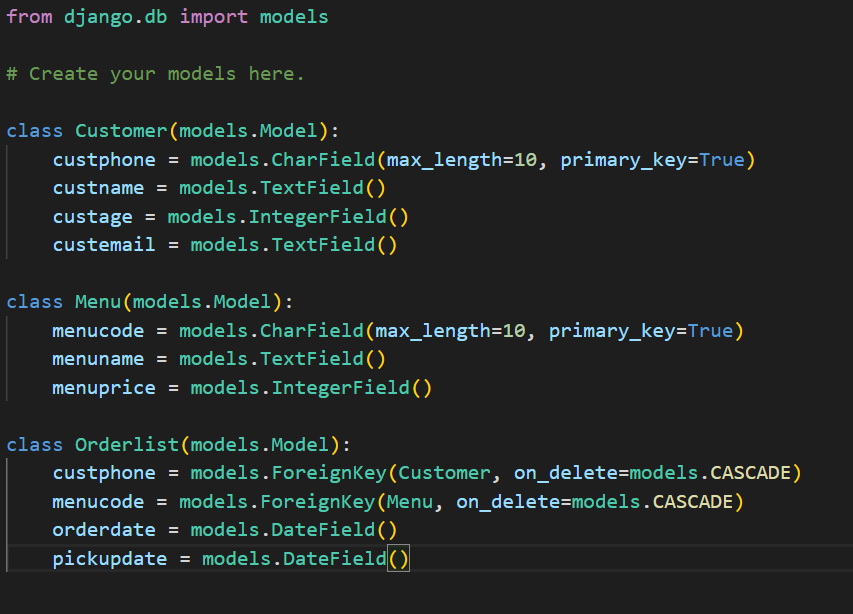 from django.db import models
# Create your models here.
class Customer(models.Model):
custphone = models.CharField(max_length=10, primary_key=True)
custname = models.TextField()
custage = models.IntegerField()
custemail = models.TextField()
class Menu(models.Model):
menucode = models.CharField(max_length=10, primary_key=True)
menuname = models.TextField()
menuprice = models.IntegerField()
class Orderlist(models.Model):
custphone = models.ForeignKey(Customer, on_delete=models.CASCADE)
menucode = models.ForeignKey(Menu, on_delete=models.CASCADE)
orderdate = models.DateField()
pickupdate = models.DateField()